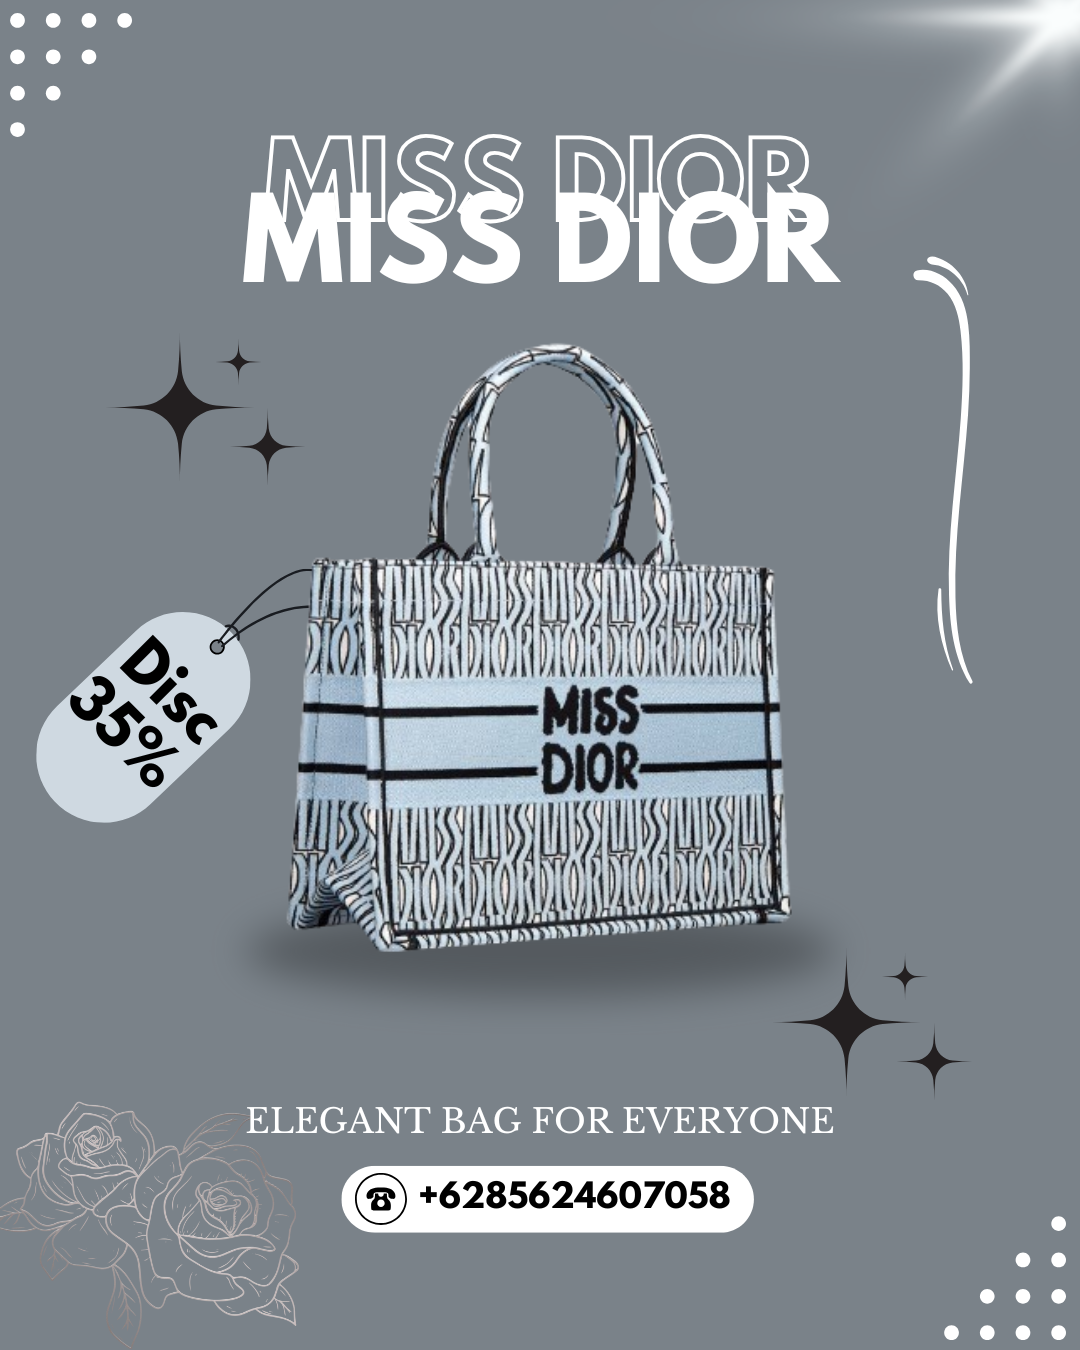 MISS DIOR
MISS DIOR
Disc
35%
MISS
DIOR
ELEGANT BAG FOR EVERYONE
+6285624607058